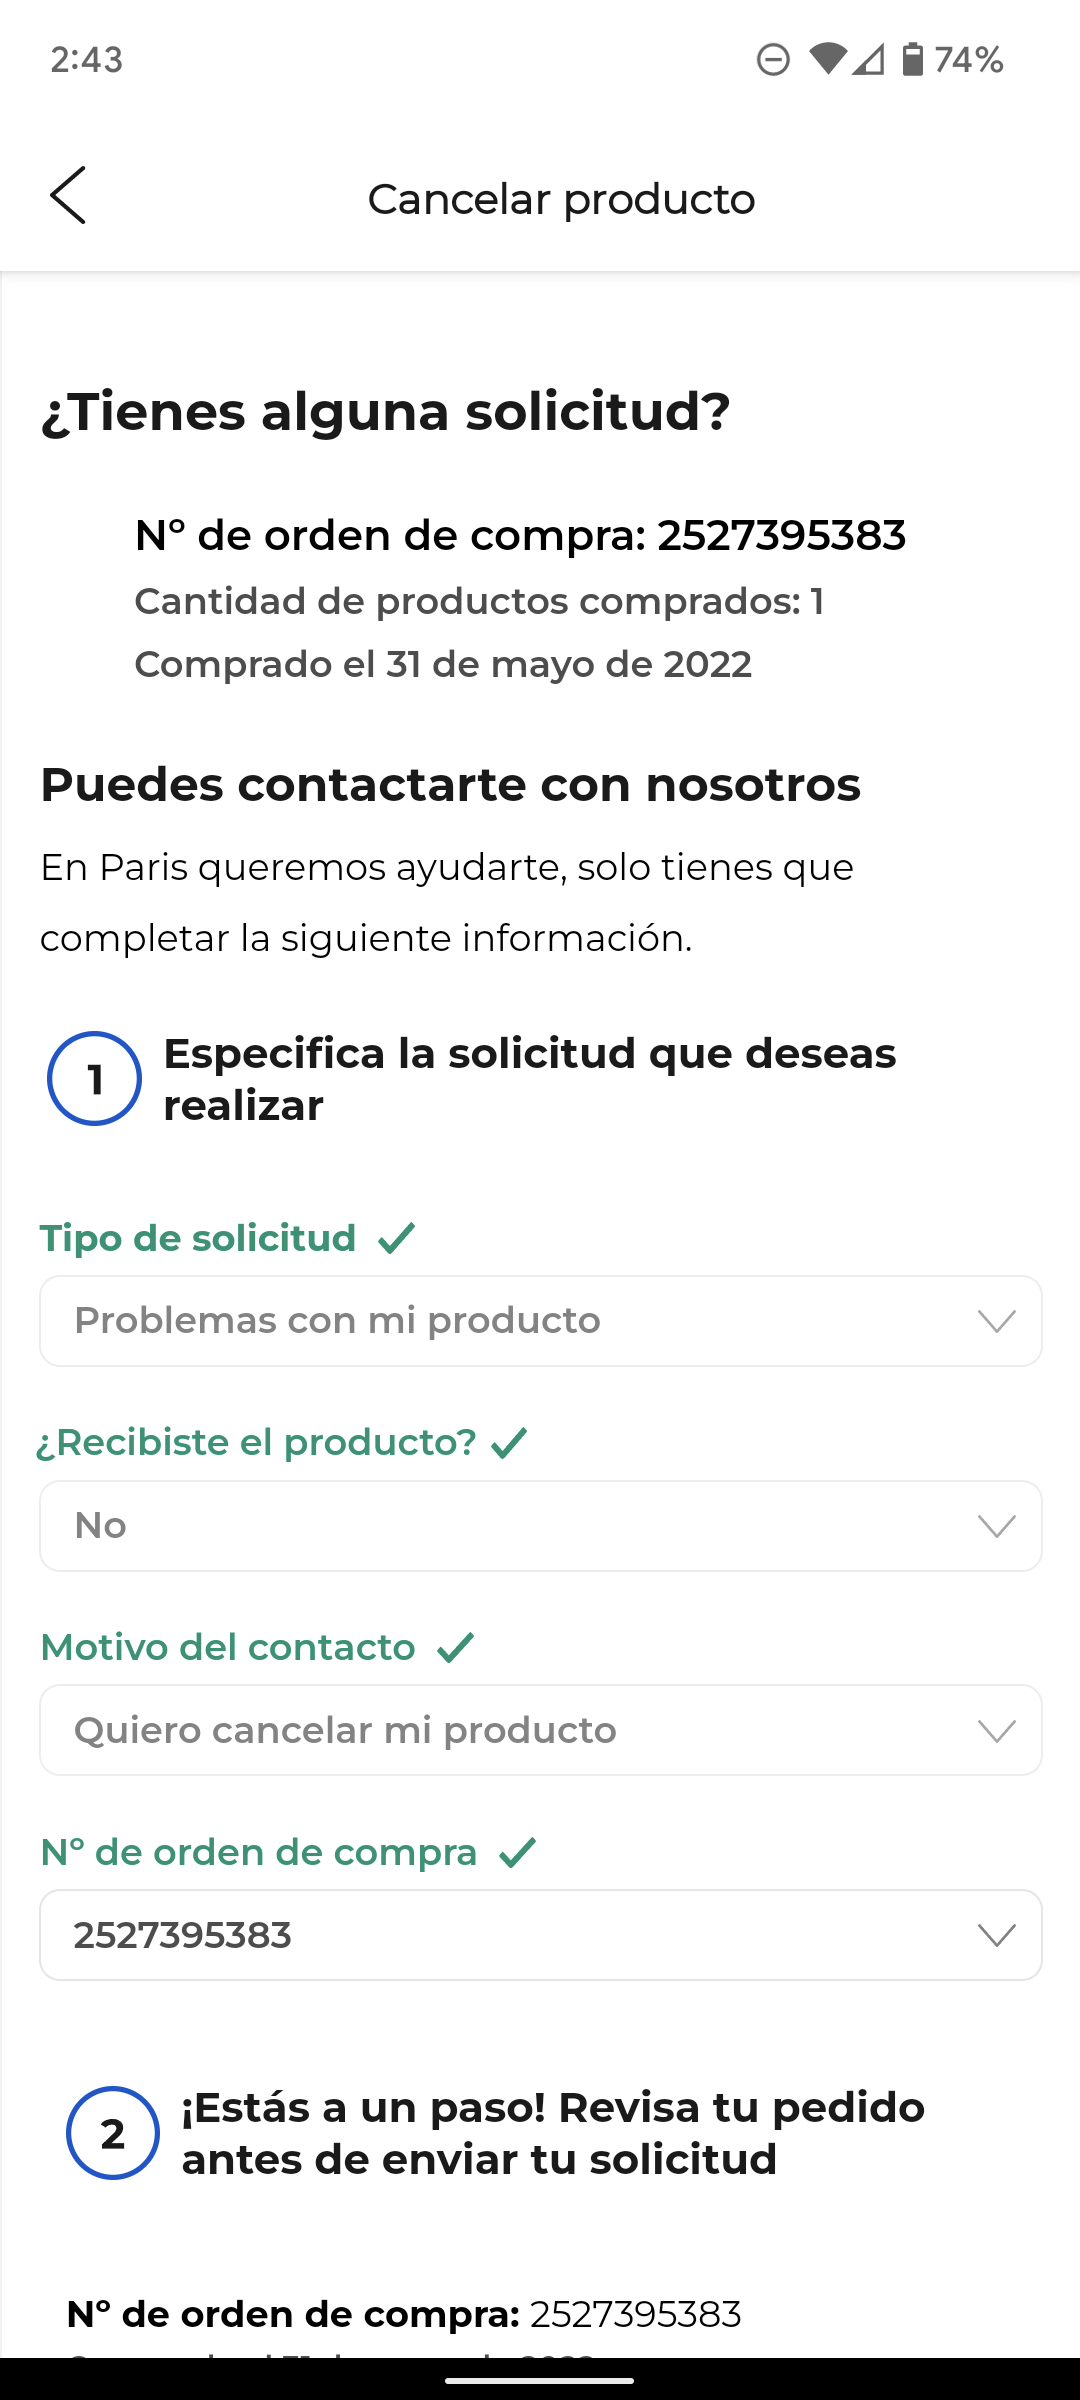 2:43
74%
Cancelar producto
¿Tienes alguna solicitud?
Nº de orden de compra: 2527395383
Cantidad de productos comprados: 1
Comprado el 31 de mayo de 2022
Puedes contactarte con nosotros
En Paris queremos ayudarte, solo tienes que
completar la siguiente información.
1
Especifica la solicitud que deseas
realizar
Tipo de solicitud
Problemas con mi producto
¿Recibiste el producto?
No
Motivo del contacto
Quiero cancelar mi producto
Nº de orden de compra
2527395383
2
¡Estás a un paso! Revisa tu pedido
antes de enviar tu solicitud
Nº de orden de compra: 2527395383